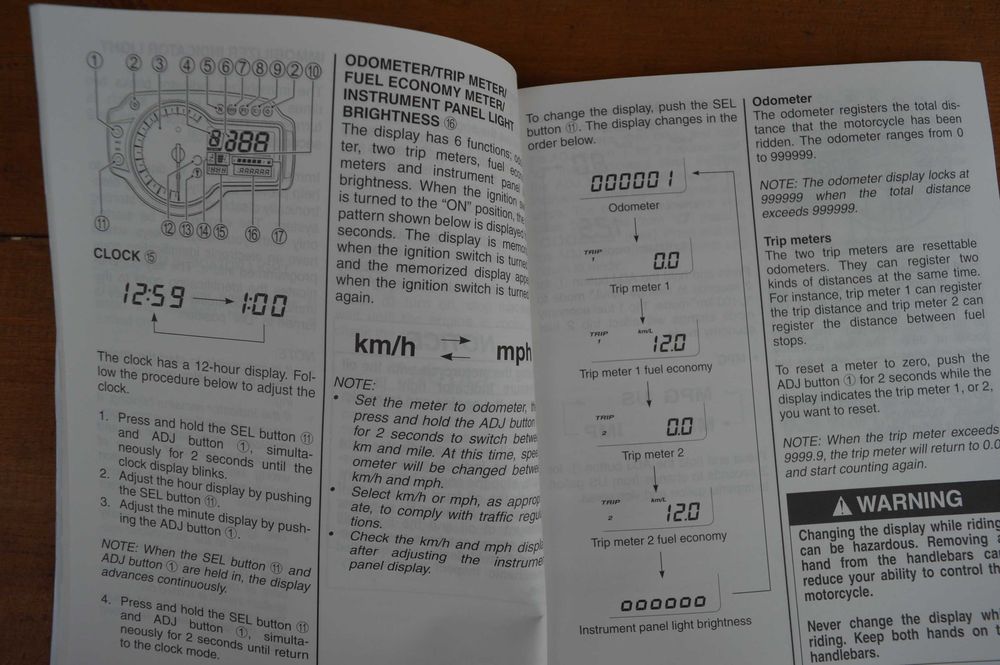 ① ② ③ ④ ⑤ ⑥ ⑦ ⑧ ⑨ ② ⑩
⑪ ⑫ ⑬ ⑭ ⑮ ⑯ ⑰
CLOCK ⑮
12:59 1:00
The clock has a 12-hour display. Fol-
low the procedure below to adjust the
clock.
1. Press and hold the SEL button ⑪
and ADJ button ①, simulta-
neously for 2 seconds until the
clock display blinks.
2. Adjust the hour display by pushing
the SEL button ⑪.
3. Adjust the minute display by push-
ing the ADJ button ①.
NOTE: When the SEL button ⑪ and
ADJ button ① are held in, the display
advances continuously.
4. Press and hold the SEL button ⑪
and ADJ button ①, simulta-
neously for 2 seconds until return
to the clock mode.
ODOMETER/TRIP METER/
FUEL ECONOMY METER/
INSTRUMENT PANEL LIGHT
BRIGHTNESS ⑯
The display has 6 functions;
ter, two trip meters, fuel
meters and instrument panel
brightness. When the ignition
is turned to the “ON” position, the
pattern shown below is displayed
seconds. The display is
when the ignition switch is turned
and the memorized display
when the ignition switch is turned
again.
km/h mph
NOTE:
• Set the meter to odometer,
press and hold the ADJ button
for 2 seconds to switch
km and mile. At this time,
ometer will be changed
km/h and mph.
• Select km/h or mph, as
ate, to comply with traffic
tions.
• Check the km/h and mph
after adjusting the
panel display.
To change the display, push the SEL
button ⑪. The display changes in the
order below.
000001
Odometer
TRIP 1 0.0
Trip meter 1
TRIP 1 km/L 12.0
Trip meter 1 fuel economy
TRIP 2 0.0
Trip meter 2
TRIP 2 km/L 12.0
Trip meter 2 fuel economy
000000
Instrument panel light brightness
Odometer
The odometer registers the total dis-
tance that the motorcycle has been
ridden. The odometer ranges from 0
to 999999.
NOTE: The odometer display locks at
999999 when the total distance
exceeds 999999.
Trip meters
The two trip meters are resettable
odometers. They can register two
kinds of distances at the same time.
For instance, trip meter 1 can register
the trip distance and trip meter 2 can
register the distance between fuel
stops.
To reset a meter to zero, push the
ADJ button ① for 2 seconds while the
display indicates the trip meter 1, or 2,
you want to reset.
NOTE: When the trip meter exceeds
9999.9, the trip meter will return to 0.0
and start counting again.
WARNING
Changing the display while riding
can be hazardous. Removing a
hand from the handlebars can
reduce your ability to control the
motorcycle.
Never change the display
riding. Keep both hands on
handlebars.